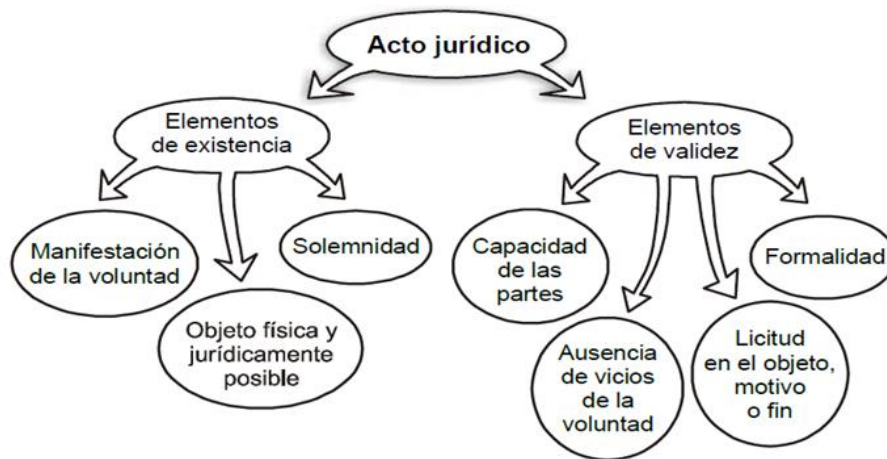 Acto jurídico
Elementos
de existencia
Elementos
de validez
Manifestación
de la voluntad
Objeto física y
jurídicamente
posible
Solemnidad
Capacidad
de las
partes
Ausencia
de vicios
de la
voluntad
Licitud
en el objeto,
motivo
o fin
Formalidad